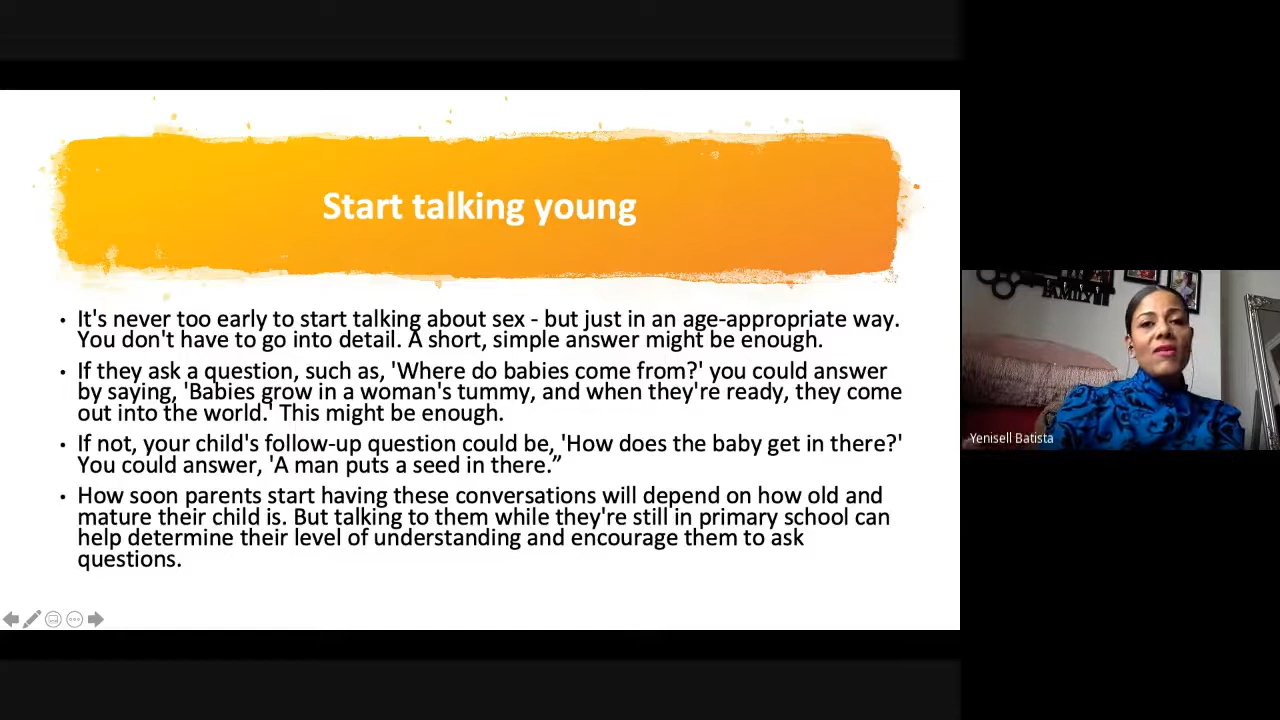 Start talking young
• It's never too early to start talking about sex - but just in an age-appropriate way.
You don't have to go into detail. A short, simple answer might be enough.
• If they ask a question, such as, 'Where do babies come from?' you could answer
by saying, 'Babies grow in a woman's tummy, and when they're ready, they come
out into the world.' This might be enough.
• If not, your child's follow-up question could be, 'How does the baby get in there?'
You could answer, 'A man puts a seed in there.”
• How soon parents start having these conversations will depend on how old and
mature their child is. But talking to them while they're still in primary school can
help determine their level of understanding and encourage them to ask
questions.
FAMILY
Yenisell Batista